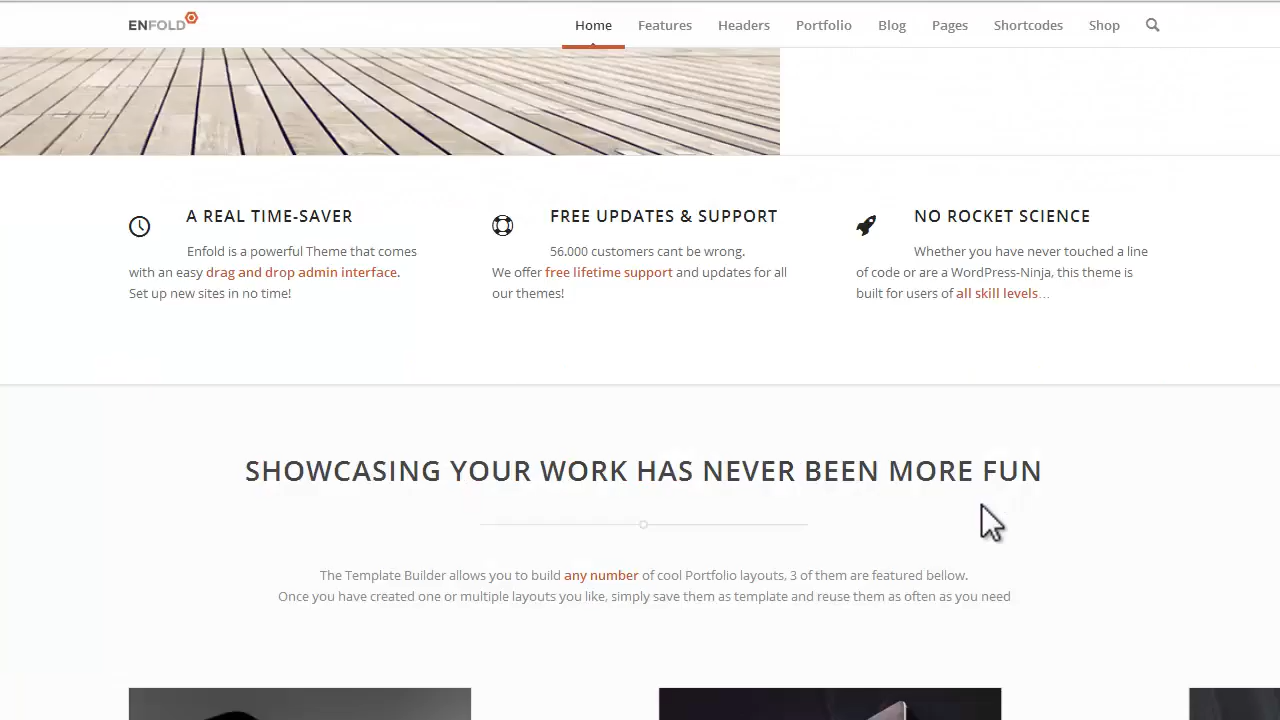 ENFOLD
Home Features Headers Portfolio Blog Pages Shortcodes Shop
A REAL TIME-SAVER
Enfold is a powerful Theme that comes
with an easy drag and drop admin interface.
Set up new sites in no time!
FREE UPDATES & SUPPORT
56.000 customers cant be wrong.
We offer free lifetime support and updates for all
our themes!
NO ROCKET SCIENCE
Whether you have never touched a line
of code or are a WordPress-Ninja, this theme is
built for users of all skill levels…
SHOWCASING YOUR WORK HAS NEVER BEEN MORE FUN
The Template Builder allows you to build any number of cool Portfolio layouts, 3 of them are featured bellow.
Once you have created one or multiple layouts you like, simply save them as template and reuse them as often as you need